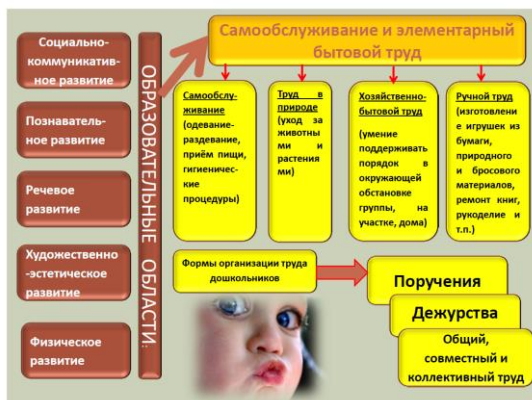 Социально-
коммуникатив-
ное развитие
Познаватель-
ное развитие
Речевое
развитие
Художественно
-эстетическое
развитие
Физическое
развитие
ОБРАЗОВАТЕЛЬНЫЕ ОБЛАСТИ:
Самообслуживание и элементарный
бытовой труд
Самообслу-
живание
(одевание-
раздевание,
приём пищи,
гигиеничес-
кие
процедуры)
Труд в
природе
(уход за
животны
ми и
растения
ми)
Хозяйственно-
бытовой труд
(умение
поддерживать
порядок в
окружающей
обстановке
группы, на
участке, дома)
Ручной труд
(изготовлени
е игрушек из
бумаги,
природного
и бросового
материалов,
ремонт книг,
рукоделие и
т.п.)
Формы организации труда
дошкольников
Поручения
Дежурства
Общий,
совместный и
коллективный труд